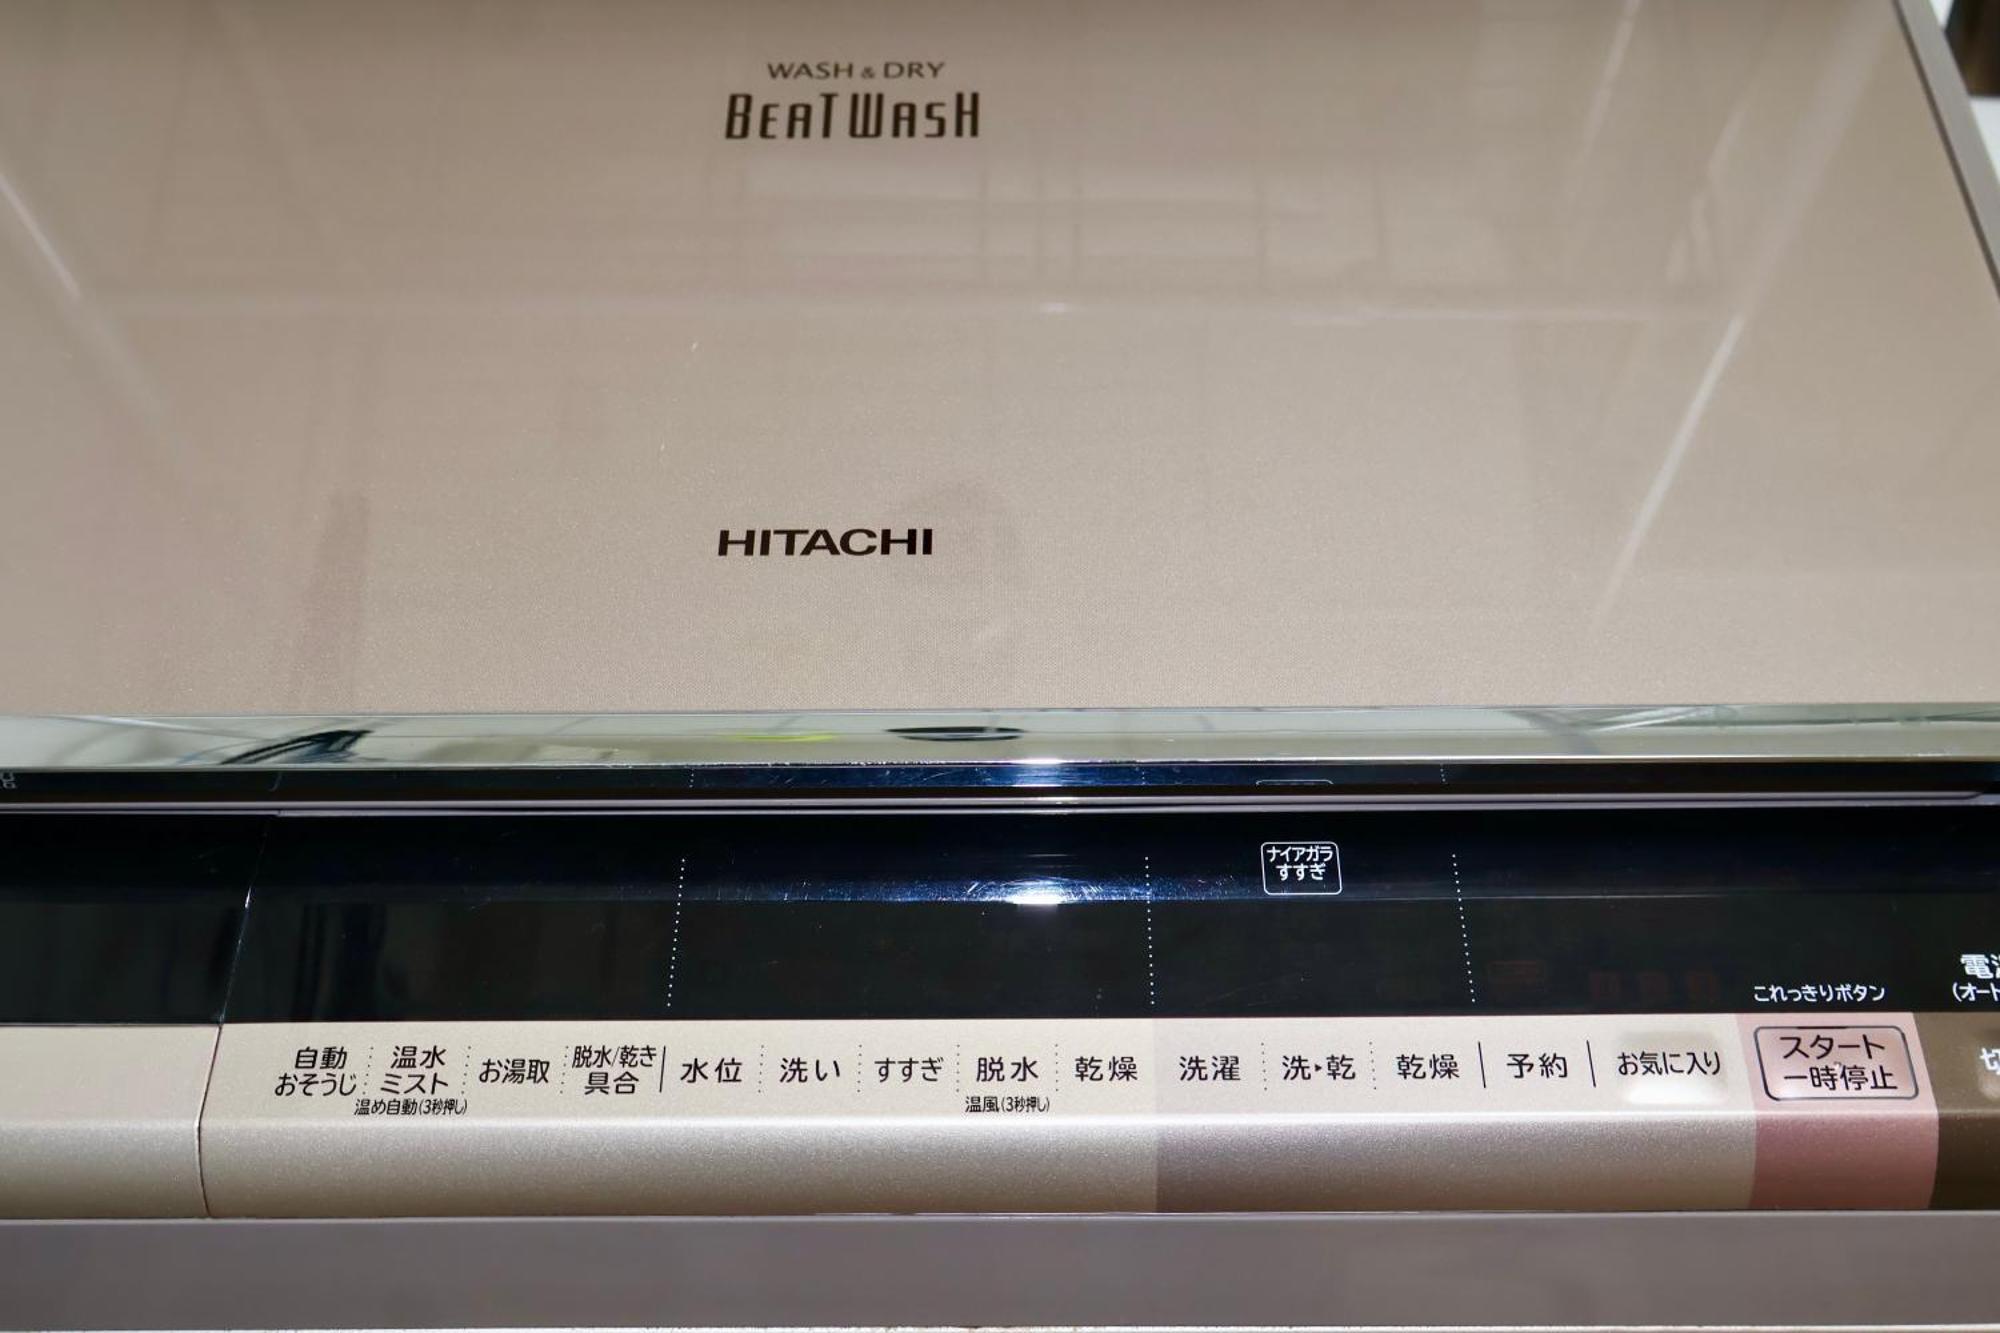 WASH & DRY
BEATWASH
HITACHI
ナイアガラ
すすぎ
これっきりボタン
自動
おそうじ
温水
ミスト
温め自動(3秒押し)
お湯取
脱水/乾き
具合
水位
洗い
すすぎ
脱水
温風(3秒押し)
乾燥
洗濯
洗▸乾
乾燥
予約
お気に入り
スタート
一時停止